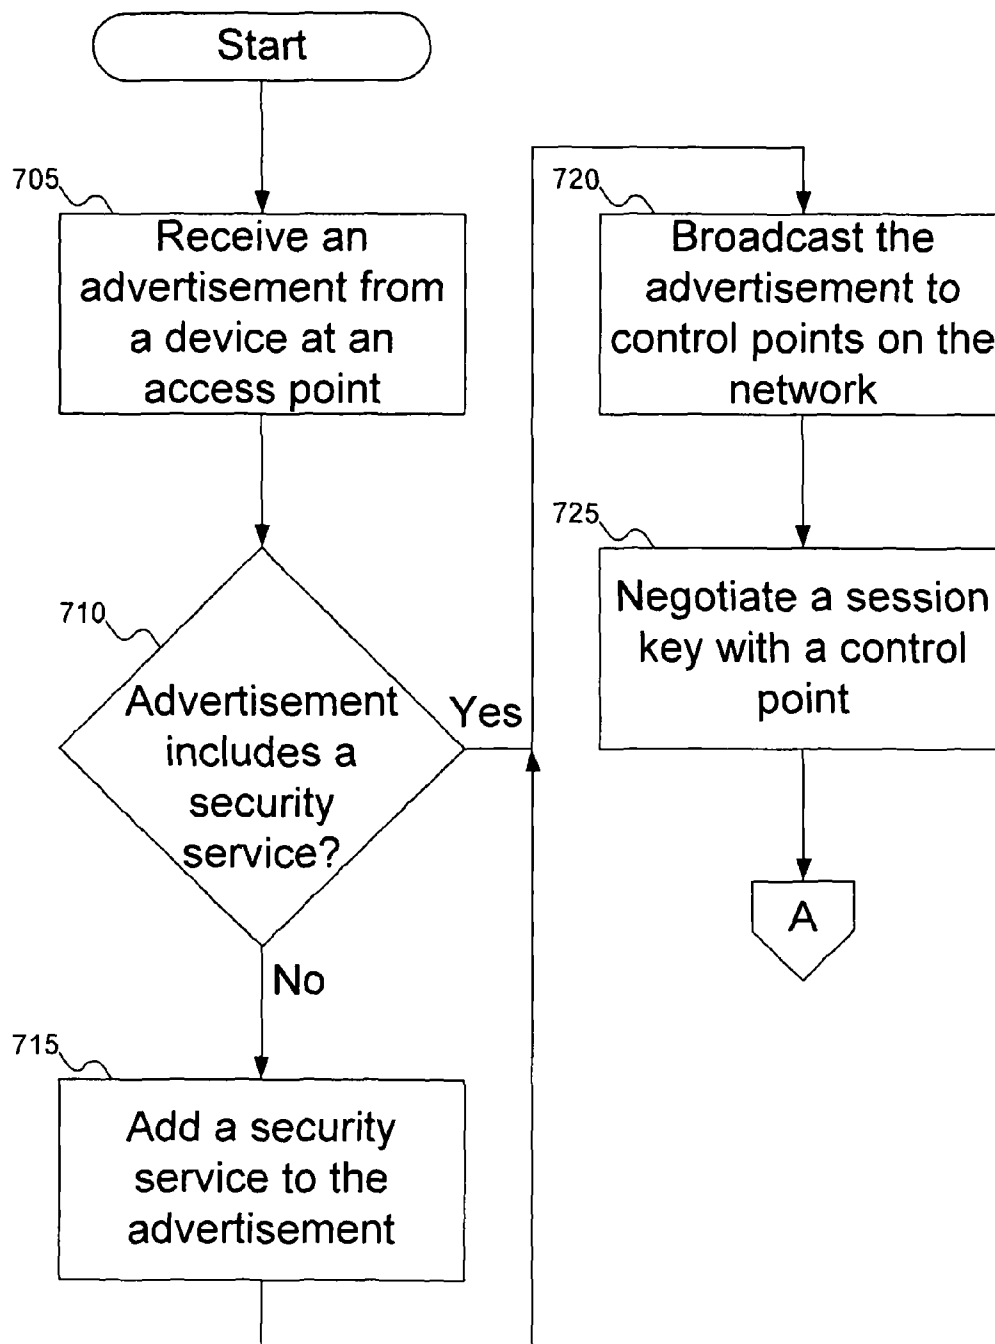 Start
705
Receive an
advertisement from
a device at an
access point
710
Advertisement
includes a
security
service?
Yes
No
715
Add a security
service to the
advertisement
720
Broadcast the
advertisement to
control points on the
network
725
Negotiate a session
key with a control
point
A